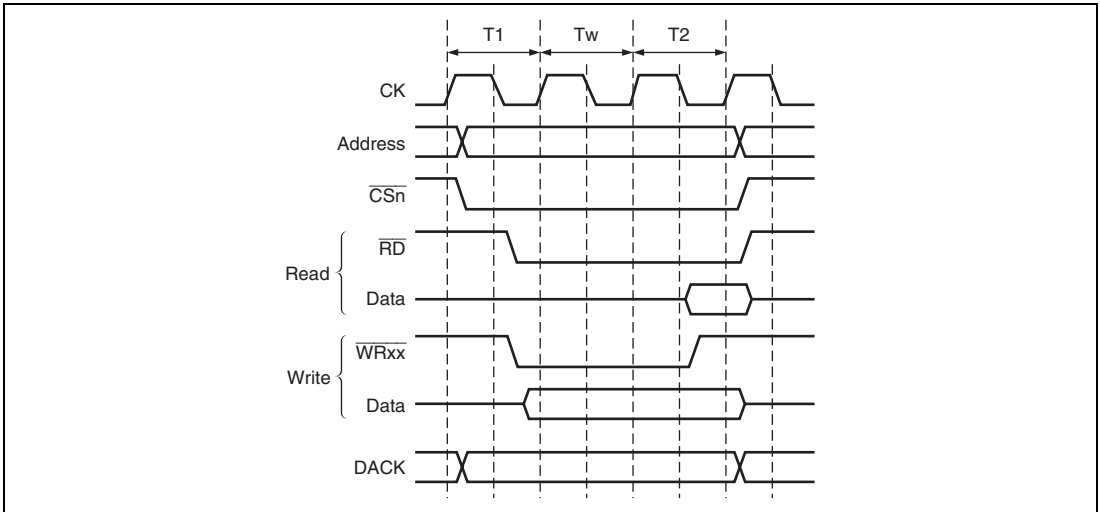 T1 Tw T2
CK
Address
CSn
RD
Read
Data
WRxx
Write
Data
DACK